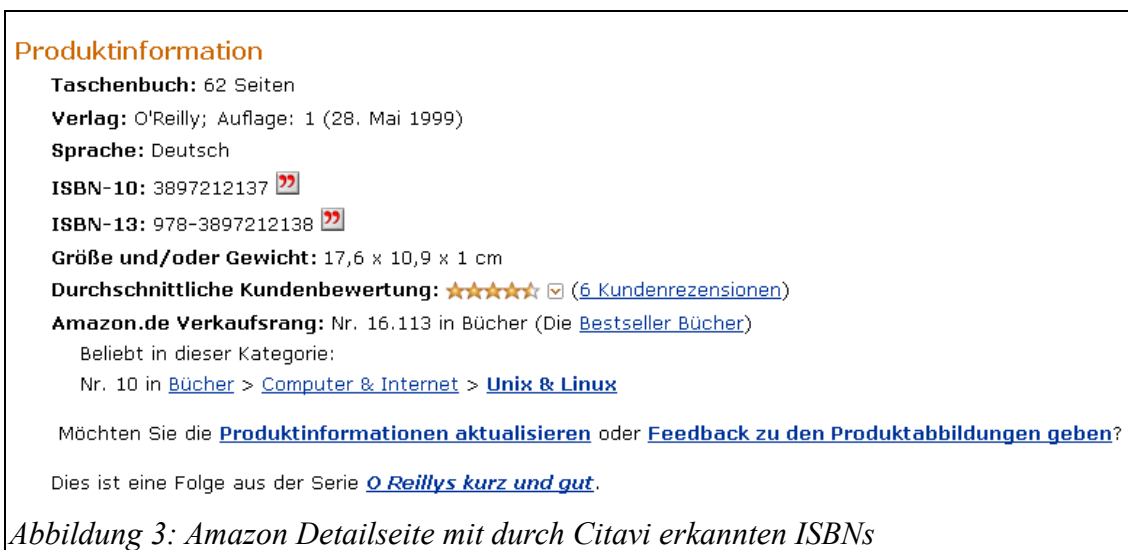 Produktinformation
Taschenbuch: 62 Seiten
Verlag: O'Reilly; Auflage: 1 (28. Mai 1999)
Sprache: Deutsch
ISBN-10: 3897212137
ISBN-13: 978-3897212138
Größe und/oder Gewicht: 17,6 x 10,9 x 1 cm
Durchschnittliche Kundenbewertung: (6 Kundenrezensionen)
Amazon.de Verkaufsrang: Nr. 16.113 in Bücher (Die Bestseller Bücher)
Beliebt in dieser Kategorie:
Nr. 10 in Bücher > Computer & Internet > Unix & Linux
Möchten Sie die Produktinformationen aktualisieren oder Feedback zu den Produktabbildungen geben?
Dies ist eine Folge aus der Serie O Reillys kurz und gut.
Abbildung 3: Amazon Detailseite mit durch Citavi erkannten ISBNs